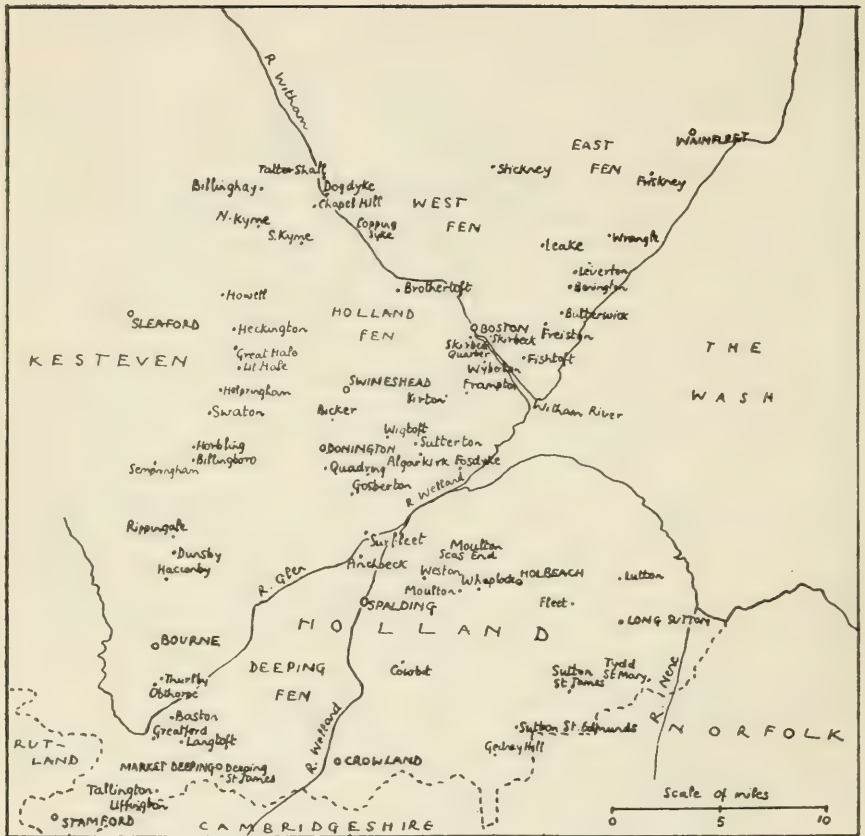 R. Witham
WAINFLEET
EAST
FEN
Stickney
Friskney
Tattershall
Dogdyke
Billinghay
Chapel Hill
WEST
FEN
N. Kyme
S. Kyme
Copping
Syke
Wrangle
Leake
Leverton
Benington
Brothertoft
Howell
HOLLAND
FEN
Butterwick
SLEAFORD
Heckington
BOSTON
Skirbeck
Freiston
Skirbeck
Quarter
Fishtoft
THE
WASH
KESTEVEN
Great Hale
Lit Hale
Wyberton
Helpringham
SWINESHEAD
Frampton
Kirton
Swaton
Bicker
Witham River
Wigtoft
Sutterton
Horbling
Billingboro
DONINGTON
Sempringham
Quadring
Algarkirk
Fosdyke
Gosberton
R. Welland
Rippingale
Surfleet
Moulton
Seas End
Dunsby
Haconby
Pinchbeck
Weston
Whaplode
HOLBEACH
Lutton
R. Glen
Moulton
Fleet
SPALDING
LONG SUTTON
HOLLAND
BOURNE
DEEPING
FEN
Cowbit
Sutton
St. James
Tydd
St Mary
Thurlby
Obthorpe
R. Nene
Baston
Greatford
Langtoft
R. Welland
Sutton St. Edmunds
NORFOLK
Gedney Hill
RUT-
LAND
MARKET DEEPING
Deeping
St. James
CROWLAND
Tallington
Uffington
STAMFORD
CAMBRIDGESHIRE
Scale of miles
0 5 10